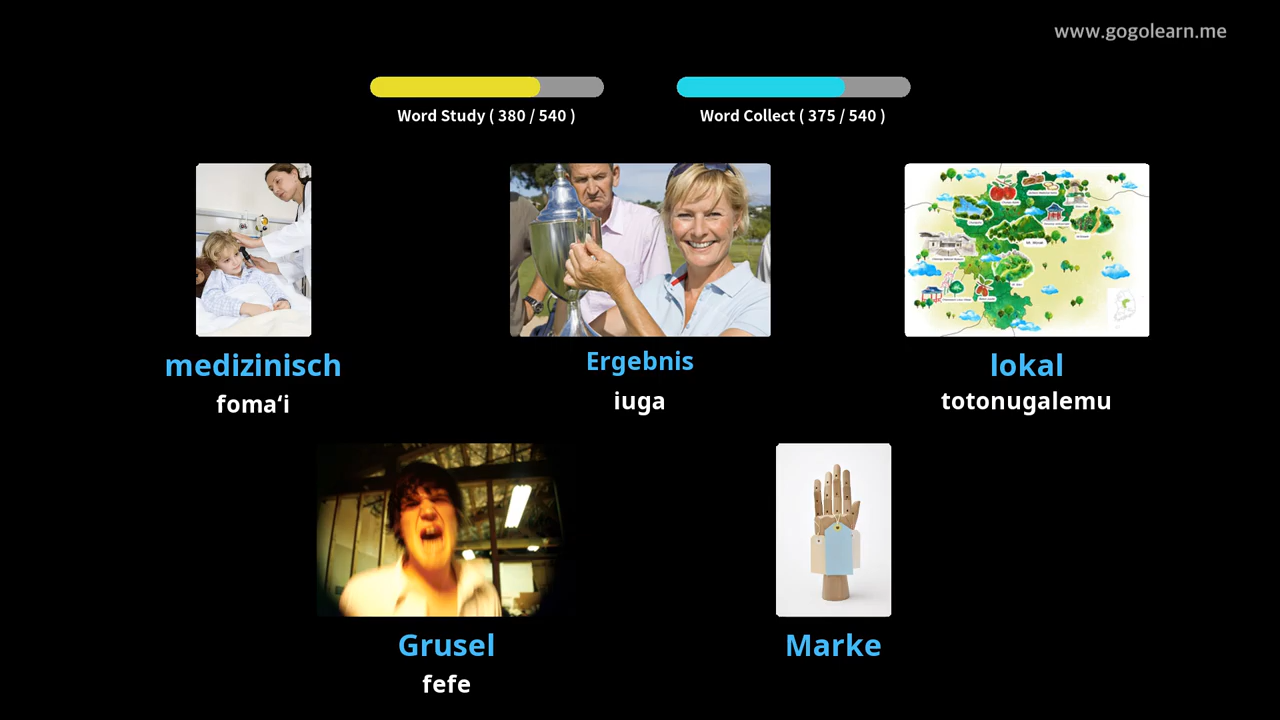 www.gogolearn.me
Word Study ( 380 / 540 )
Word Collect ( 375 / 540 )
medizinisch
fomaʻi
Ergebnis
iuga
lokal
totonugalemu
Grusel
fefe
Marke